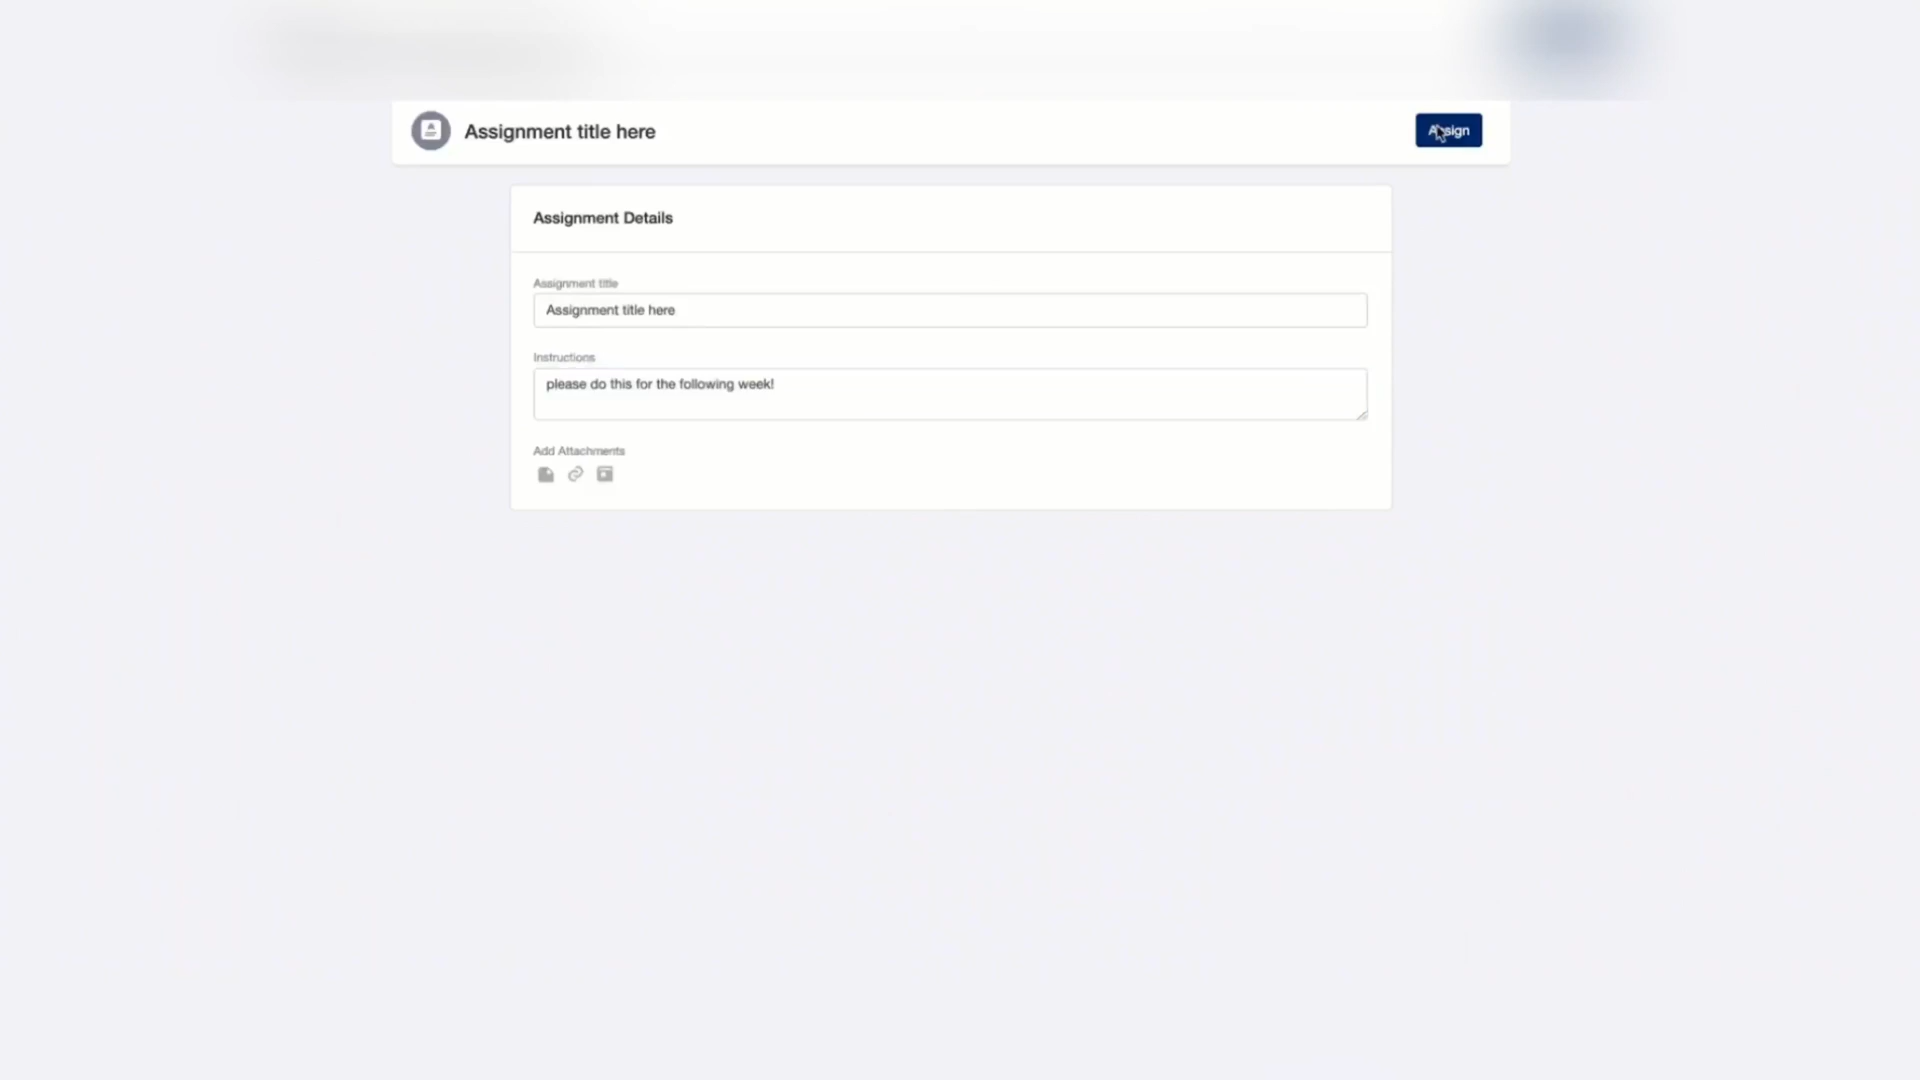 Assignment title here
Assign
Assignment Details
Assignment title
Assignment title here
Instructions
please do this for the following week!
Add Attachments